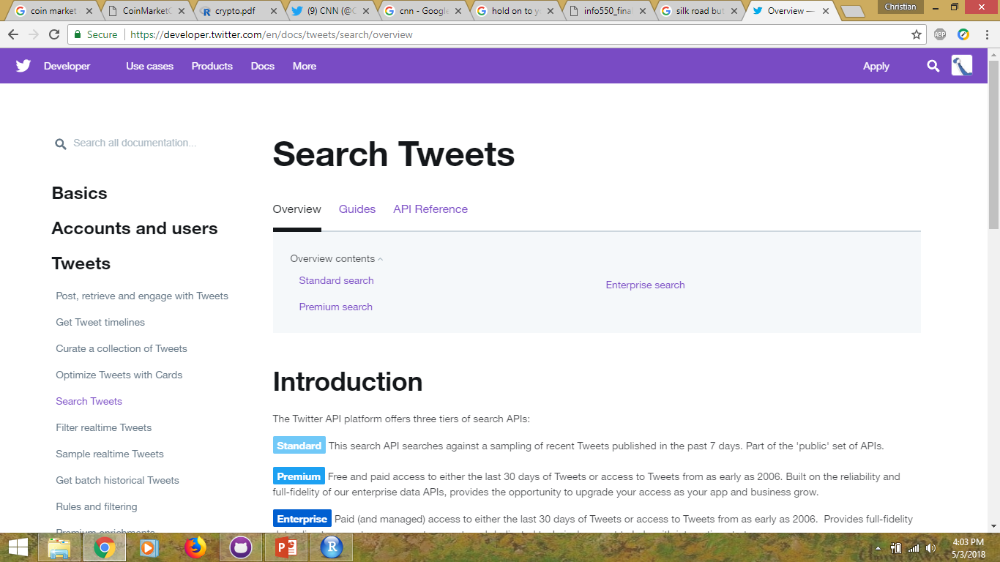 coin market
CoinMarketC
crypto.pdf
(9) CNN (@C
cnn - Google
hold on to y
info550_fina
silk road but
Overview —
Christian
Secure
https://developer.twitter.com/en/docs/tweets/search/overview
ABP
Developer
Use cases
Products
Docs
More
Apply
Search all documentation...
Search Tweets
Basics
Accounts and users
Tweets
Post, retrieve and engage with Tweets
Get Tweet timelines
Curate a collection of Tweets
Optimize Tweets with Cards
Search Tweets
Filter realtime Tweets
Sample realtime Tweets
Get batch historical Tweets
Rules and filtering
Premium enrichments
Overview
Guides
API Reference
Overview contents
Standard search
Enterprise search
Premium search
Introduction
The Twitter API platform offers three tiers of search APIs:
Standard This search API searches against a sampling of recent Tweets published in the past 7 days. Part of the 'public' set of APIs.
Premium Free and paid access to either the last 30 days of Tweets or access to Tweets from as early as 2006. Built on the reliability and
full-fidelity of our enterprise data APIs, provides the opportunity to upgrade your access as your app and business grow.
Enterprise Paid (and managed) access to either the last 30 days of Tweets or access to Tweets from as early as 2006. Provides full-fidelity
4:03 PM
5/3/2018